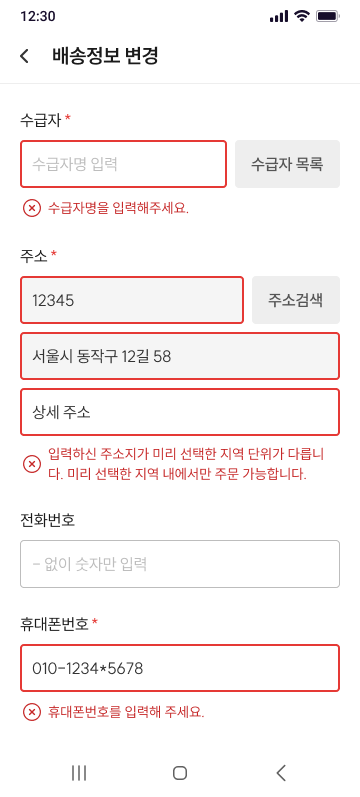 12:30
배송정보 변경
수급자 *
수급자명 입력
수급자 목록
수급자명을 입력해주세요.
주소 *
12345
주소검색
서울시 동작구 12길 58
상세 주소
입력하신 주소지가 미리 선택한 지역 단위가 다릅니
다. 미리 선택한 지역 내에서만 주문 가능합니다.
전화번호
- 없이 숫자만 입력
휴대폰번호 *
010-1234*5678
휴대폰번호를 입력해 주세요.